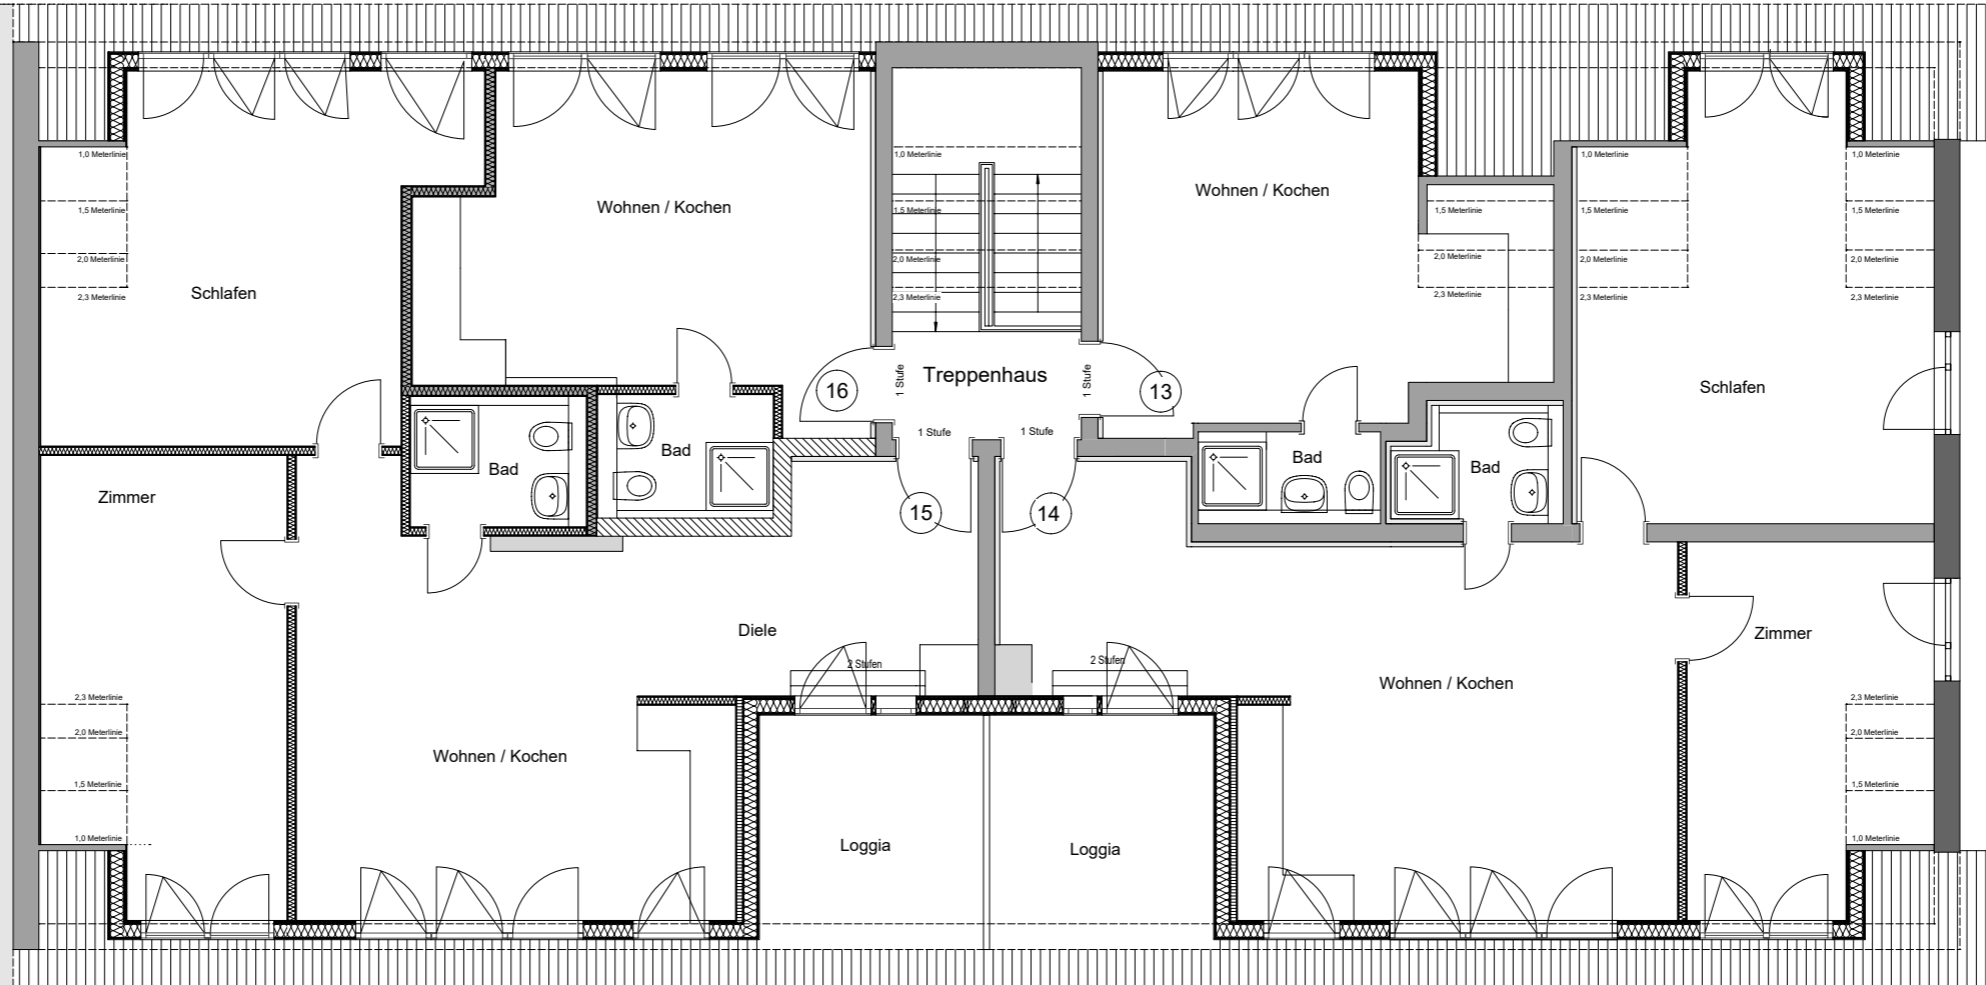 1,0 Meterlinie
1,5 Meterlinie
2,0 Meterlinie
2,3 Meterlinie
Schlafen
Wohnen / Kochen
1,0 Meterlinie
1,5 Meterlinie
2,0 Meterlinie
2,3 Meterlinie
Wohnen / Kochen
1,5 Meterlinie
2,0 Meterlinie
2,3 Meterlinie
1,0 Meterlinie
1,5 Meterlinie
2,0 Meterlinie
2,3 Meterlinie
1,0 Meterlinie
1,5 Meterlinie
2,0 Meterlinie
2,3 Meterlinie
Schlafen
16
1 Stufe
Treppenhaus
1 Stufe
13
1 Stufe
1 Stufe
Bad
Bad
Bad
Bad
Zimmer
15
14
Diele
2 Stufen
2 Stufen
Zimmer
Wohnen / Kochen
2,3 Meterlinie
2,0 Meterlinie
1,5 Meterlinie
1,0 Meterlinie
Wohnen / Kochen
Loggia
Loggia
2,3 Meterlinie
2,0 Meterlinie
1,5 Meterlinie
1,0 Meterlinie